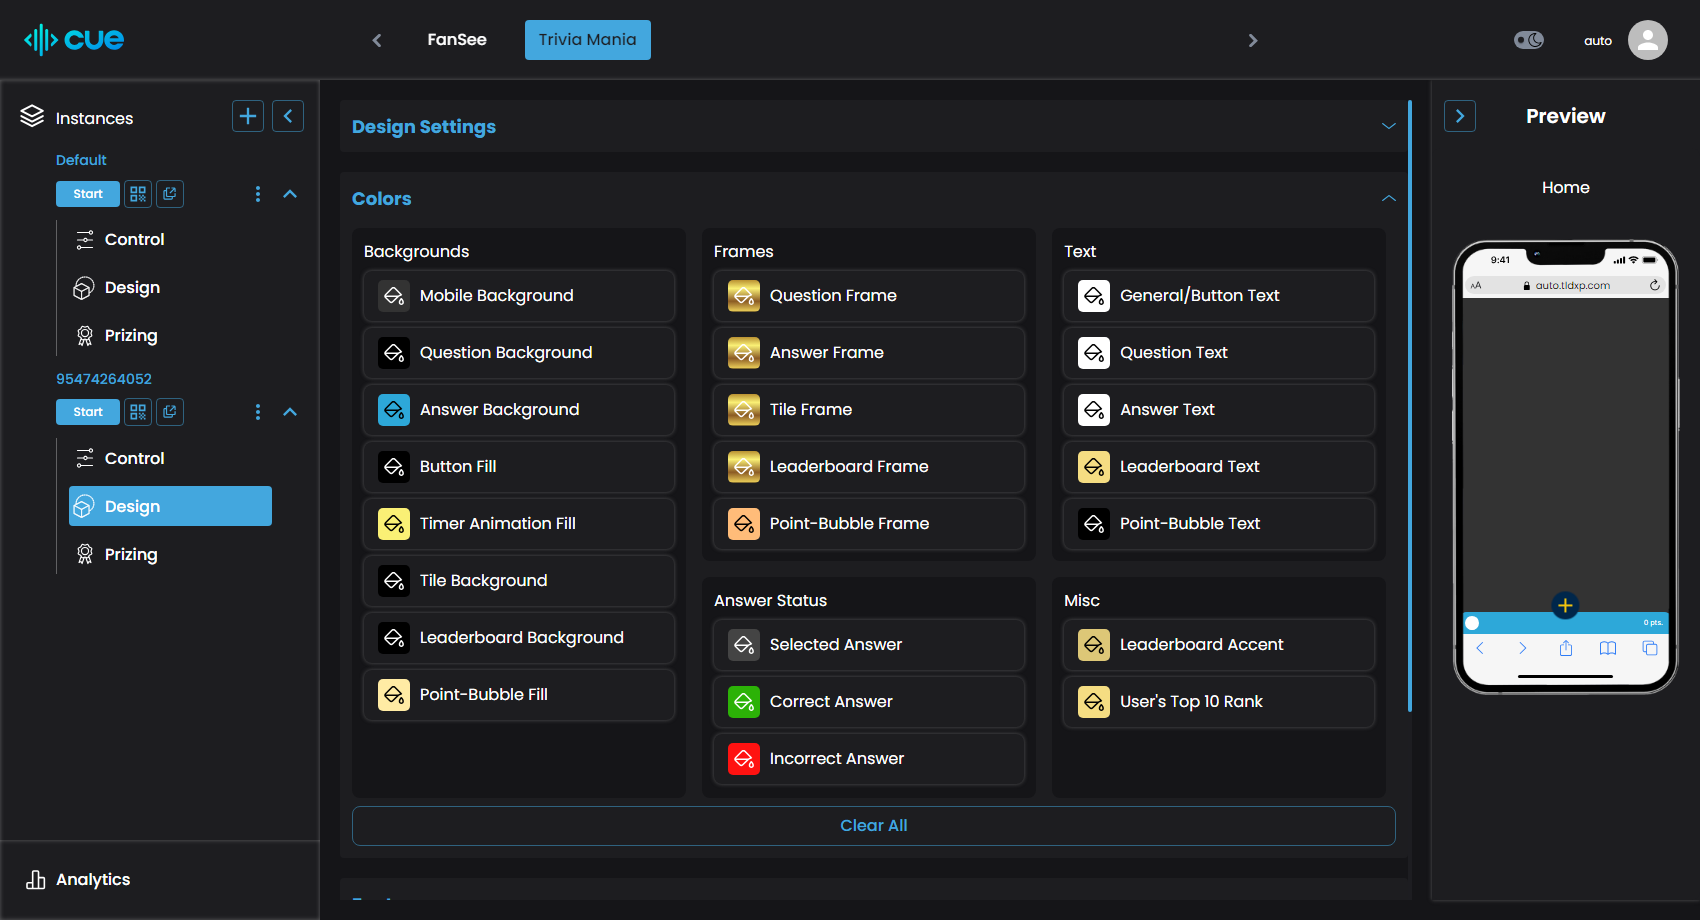 cue
FanSee
Trivia Mania
auto
Instances
Default
Start
Control
Design
Prizing
95474264052
Start
Control
Design
Prizing
Analytics
Design Settings
Colors
Backgrounds
Mobile Background
Question Background
Answer Background
Button Fill
Timer Animation Fill
Tile Background
Leaderboard Background
Point-Bubble Fill
Frames
Question Frame
Answer Frame
Tile Frame
Leaderboard Frame
Point-Bubble Frame
Text
General/Button Text
Question Text
Answer Text
Leaderboard Text
Point-Bubble Text
Answer Status
Selected Answer
Correct Answer
Incorrect Answer
Misc
Leaderboard Accent
User's Top 10 Rank
Clear All
Preview
Home
9:41
AA auto.tldxp.com
0 pts.